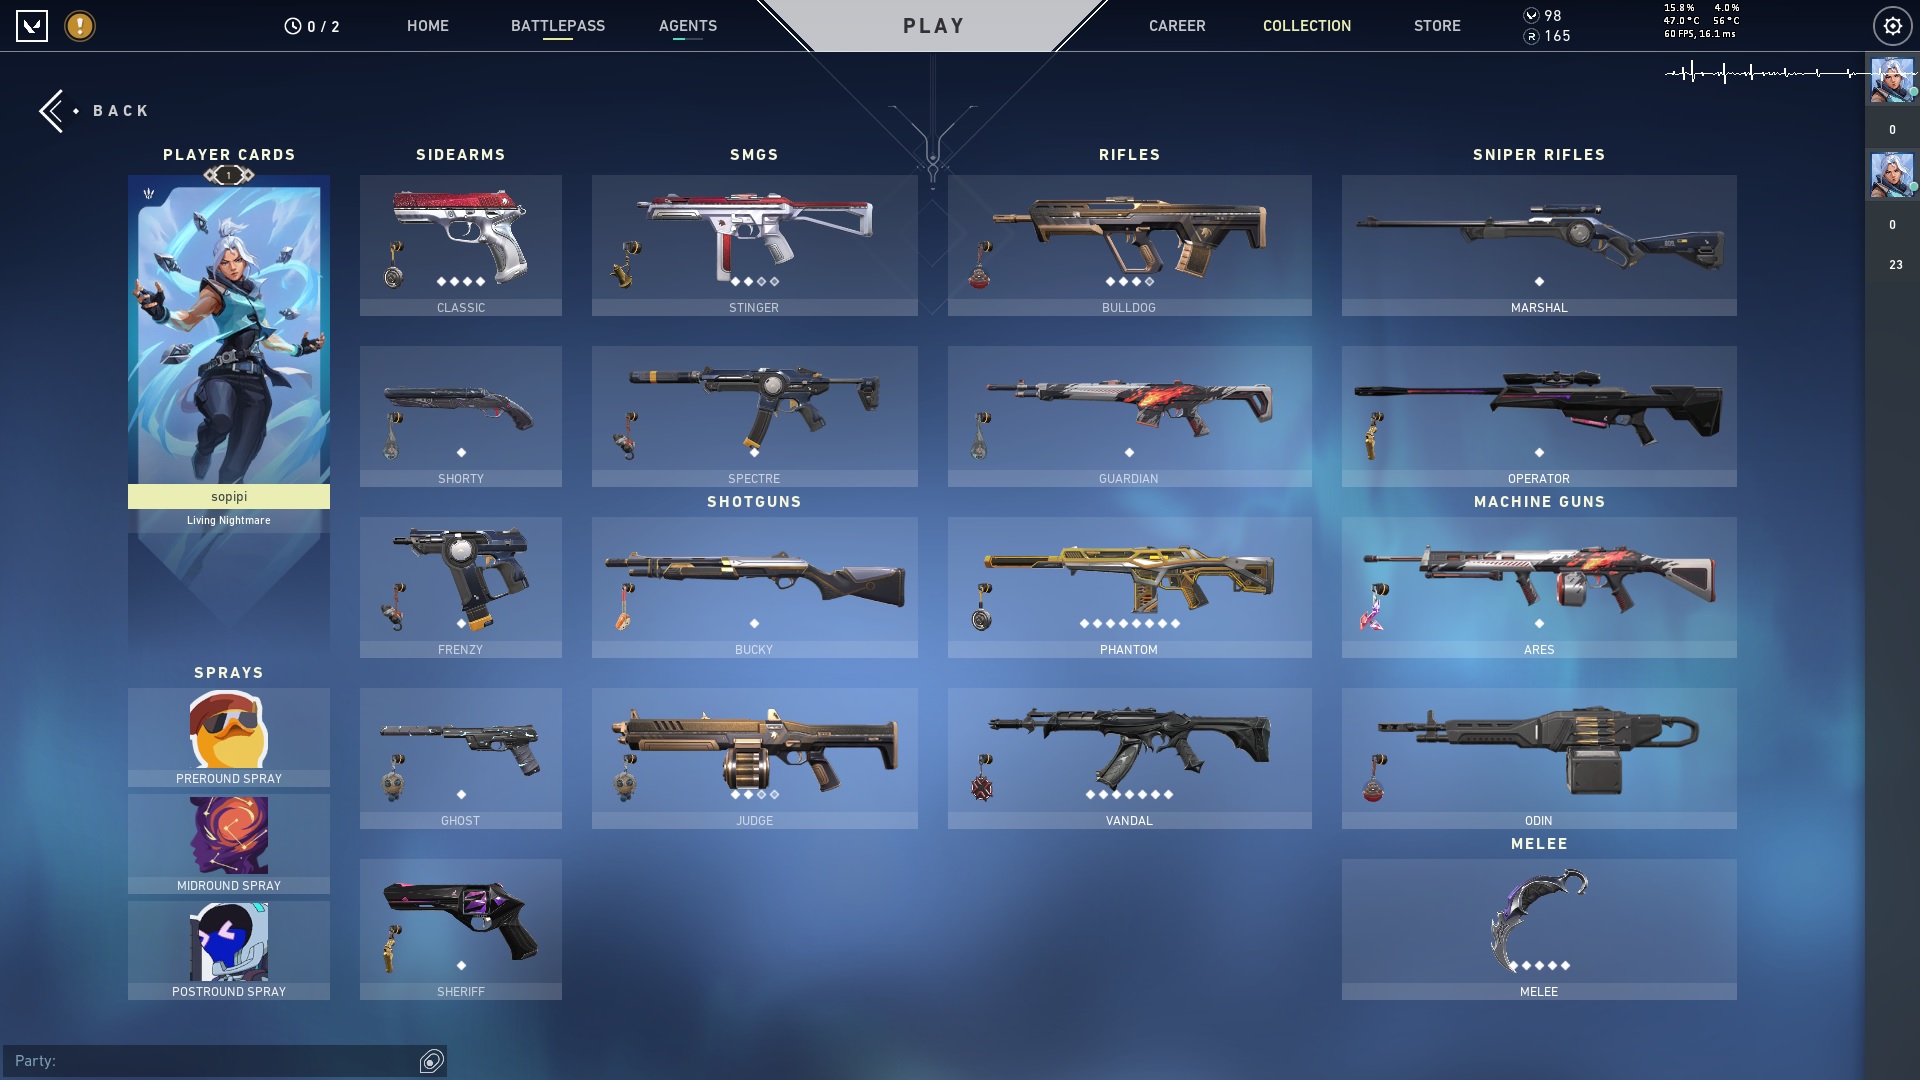 0 / 2
HOME
BATTLEPASS
AGENTS
PLAY
CAREER
COLLECTION
STORE
98
165
15.8% 4.0%
47.0°C 56°C
60 FPS, 16.1 ms
BACK
PLAYER CARDS
1
sopipi
Living Nightmare
SPRAYS
PREROUND SPRAY
MIDROUND SPRAY
POSTROUND SPRAY
SIDEARMS
CLASSIC
SHORTY
FRENZY
GHOST
SHERIFF
SMGS
STINGER
SPECTRE
SHOTGUNS
BUCKY
JUDGE
RIFLES
BULLDOG
GUARDIAN
PHANTOM
VANDAL
SNIPER RIFLES
MARSHAL
OPERATOR
MACHINE GUNS
ARES
ODIN
MELEE
MELEE
0
0
23
Party: